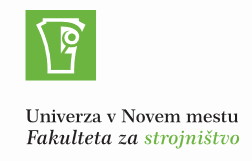 Univerza v Novem mestu
Fakulteta za strojništvo